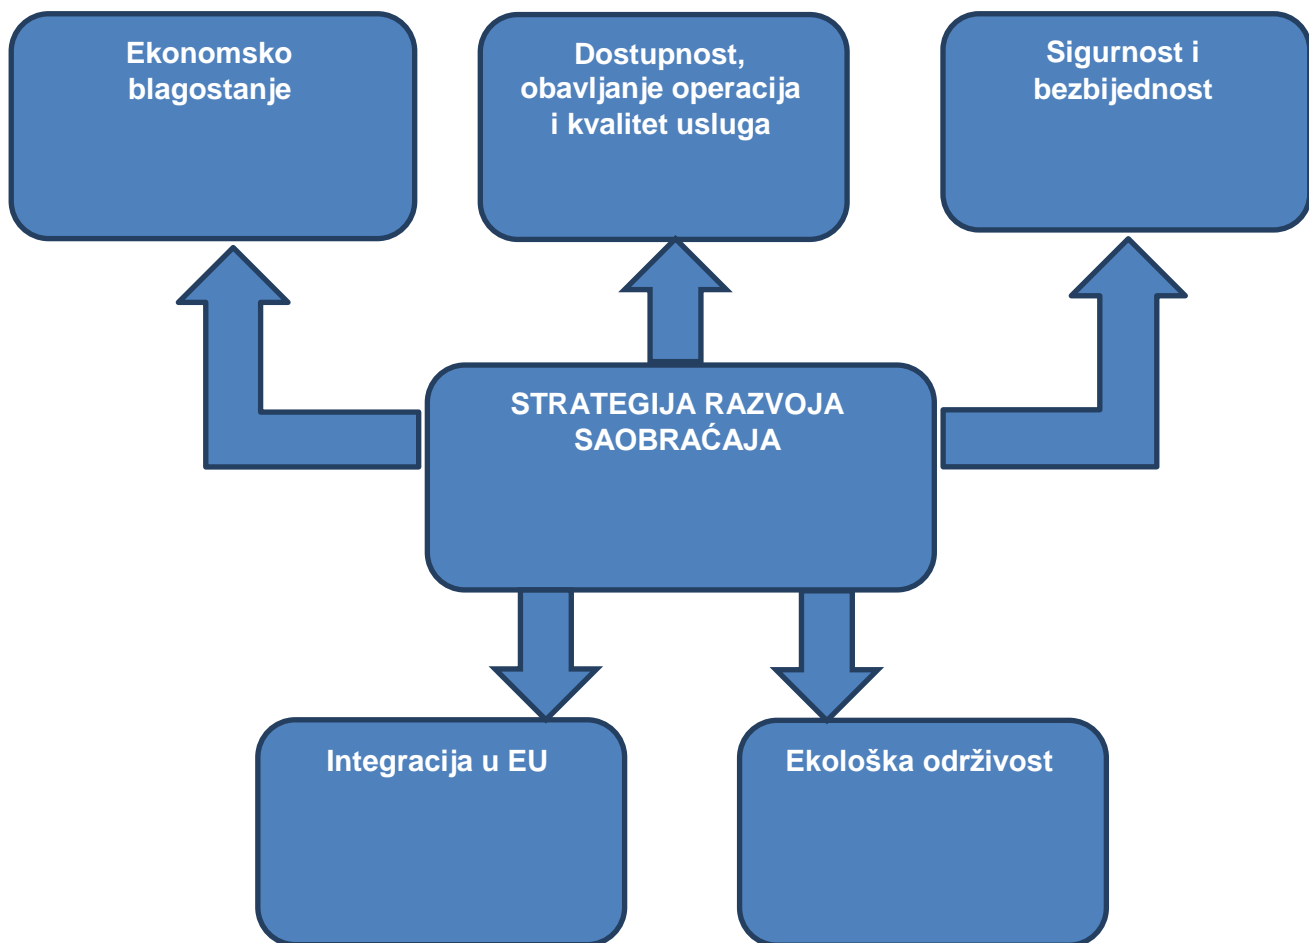 Ekonomsko
blagostanje
Dostupnost,
obavljanje operacija
i kvalitet usluga
Sigurnost i
bezbijednost
STRATEGIJA RAZVOJA
SAOBRAĆAJA
Integracija u EU
Ekološka održivost